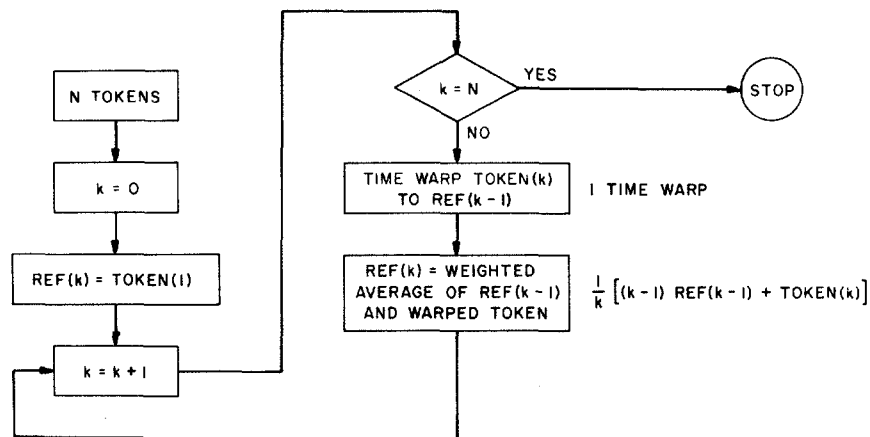 N TOKENS
k = 0
REF(k) = TOKEN(1)
k = k + 1
k = N
YES
STOP
NO
TIME WARP TOKEN(k)
TO REF(k-1)
1 TIME WARP
REF(k) = WEIGHTED
AVERAGE OF REF(k-1)
AND WARPED TOKEN
1/k [(k-1) REF(k-1) + TOKEN(k)]